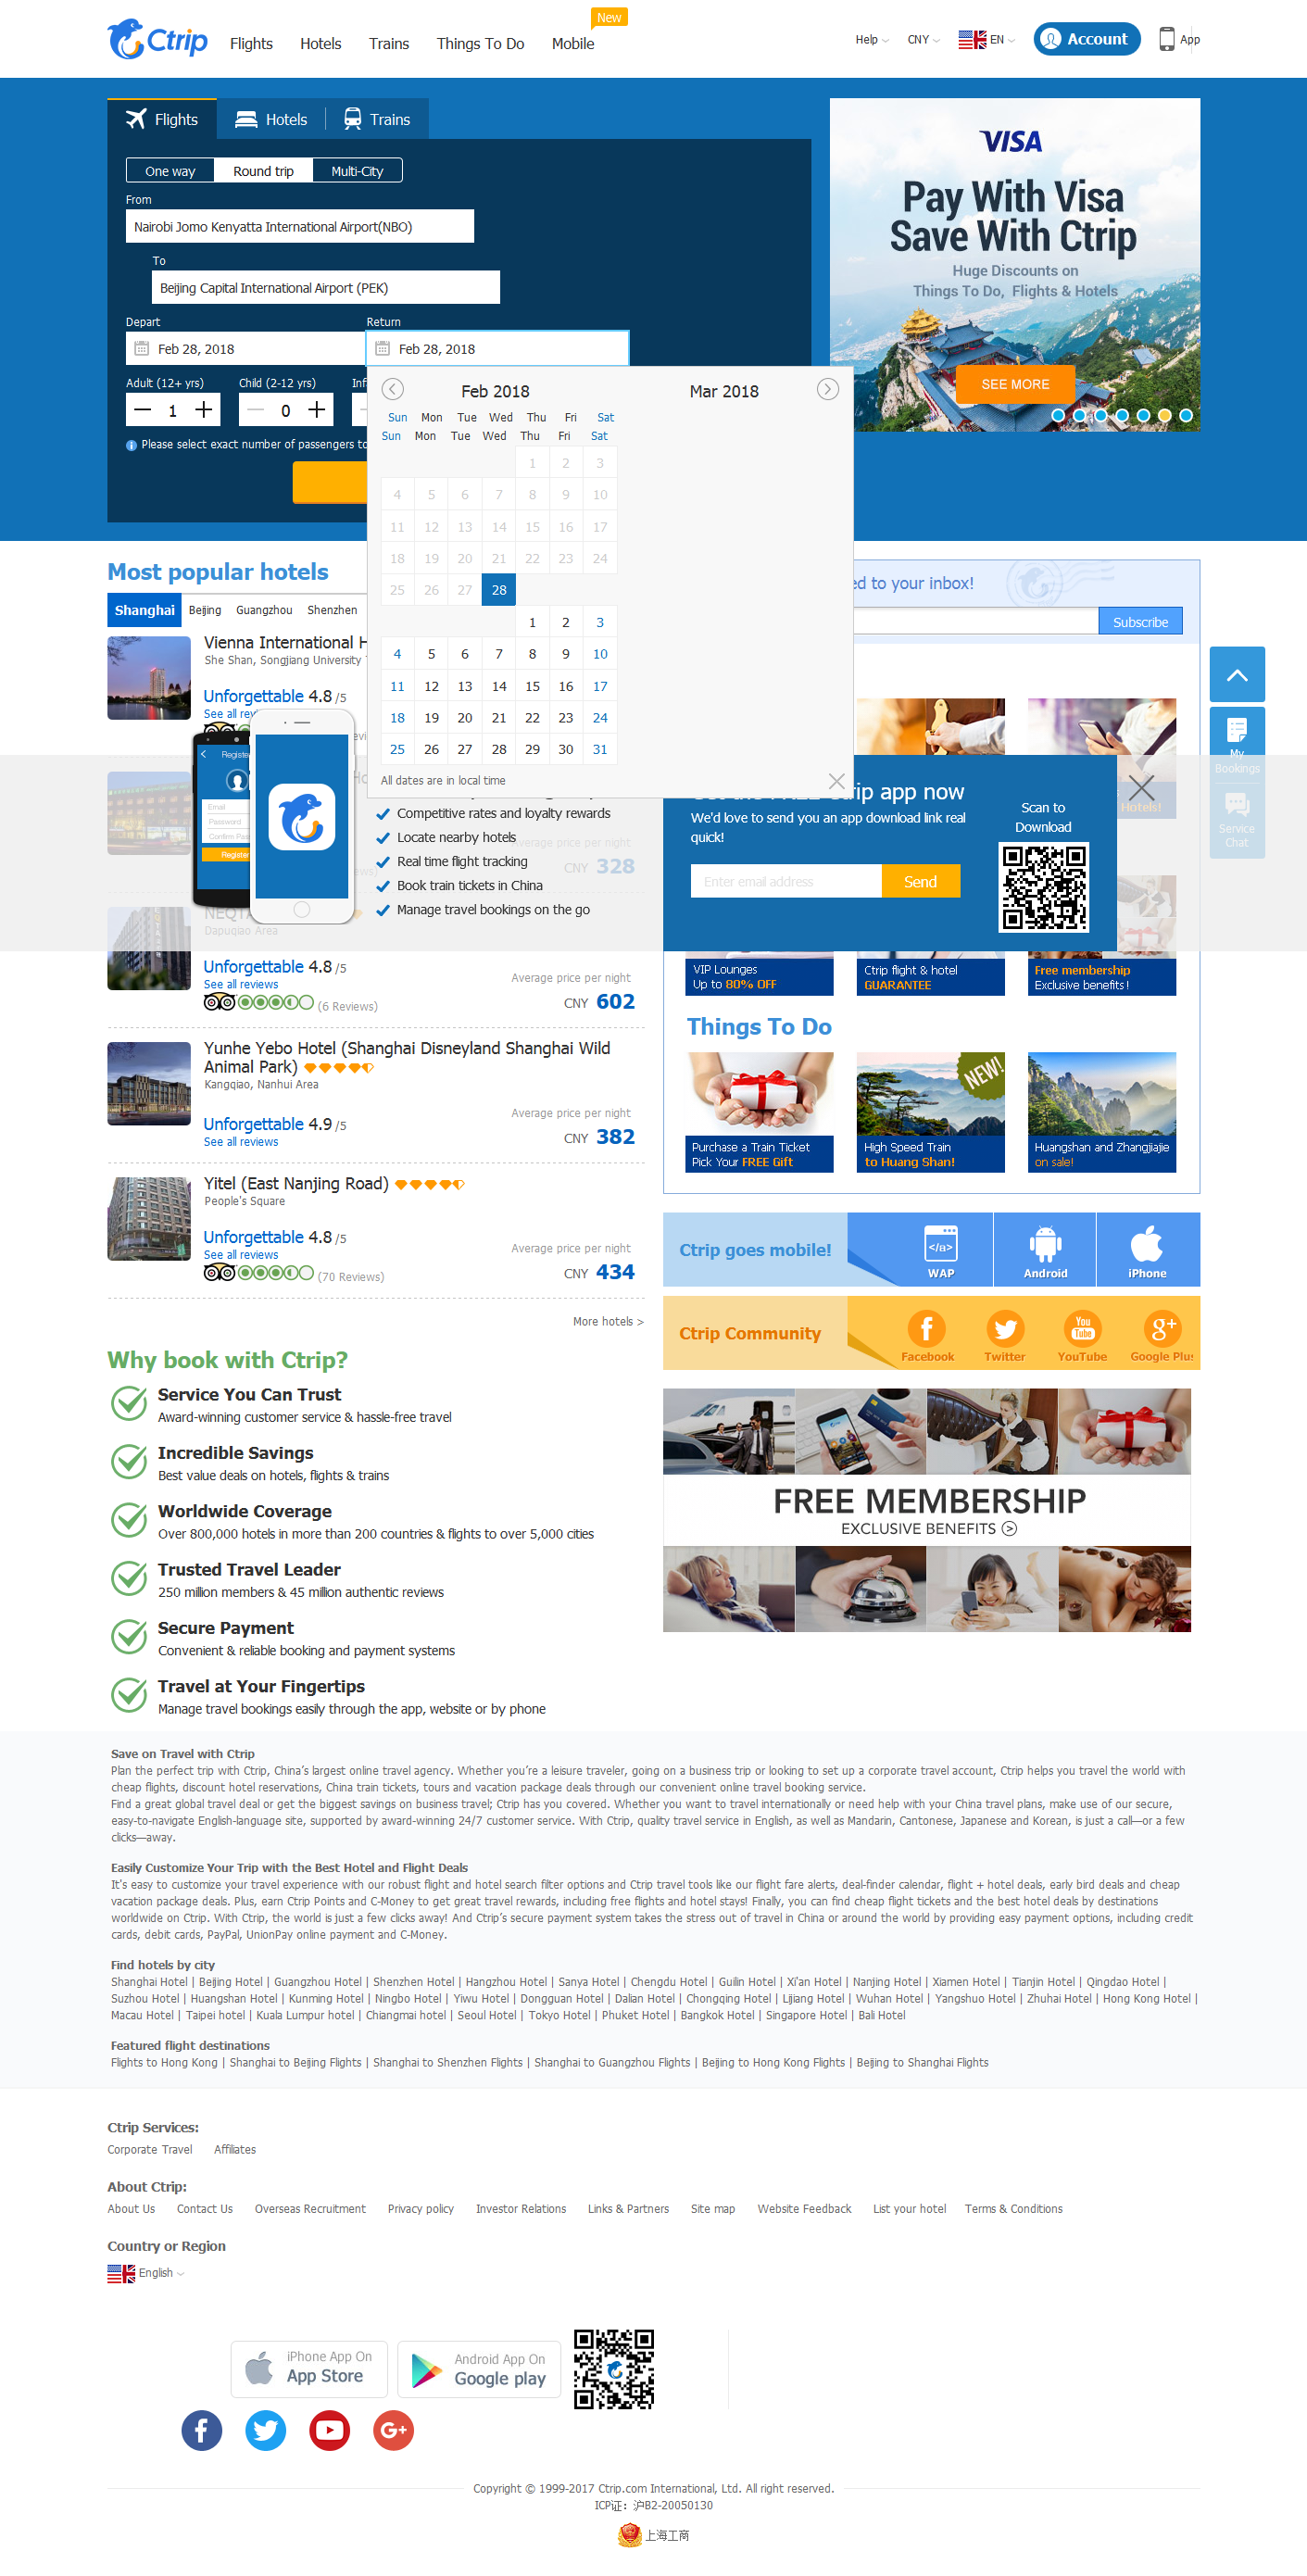 Ctrip
Flights
Hotels
Trains
Things To Do
Mobile
New
Help
CNY
EN
Account
App
Flights
Hotels
Trains
One way
Round trip
Multi-City
From
Nairobi Jomo Kenyatta International Airport(NBO)
To
Beijing Capital International Airport (PEK)
Depart
Return
Feb 28, 2018
Feb 28, 2018
Adult (12+ yrs)
Child (2-12 yrs)
1
0
Please select exact number of passengers
VISA
Pay With Visa
Save With Ctrip
Huge Discounts on
Things To Do, Flights & Hotels
SEE MORE
Feb 2018
Mar 2018
Sun Mon Tue Wed Thu Fri Sat
Sun Mon Tue Wed Thu Fri Sat
1 2 3
4 5 6 7 8 9 10
11 12 13 14 15 16 17
18 19 20 21 22 23 24
25 26 27 28
1 2 3
4 5 6 7 8 9 10
11 12 13 14 15 16 17
18 19 20 21 22 23 24
25 26 27 28 29 30 31
All dates are in local time
Most popular hotels
Shanghai
Beijing
Guangzhou
Shenzhen
Vienna International
She Shan, Songjiang University
Unforgettable 4.8 /5
See all
to your inbox!
Subscribe
My
Bookings
Service
Chat
Hotels!
Register
Email
Password
Register
Competitive rates and loyalty rewards
Locate nearby hotels
Real time flight tracking
Book train tickets in China
Manage travel bookings on the go
Average price per night
CNY 328
app now
We'd love to send you an app download link real
quick!
Enter email address
Send
Scan to
Download
Dapuqiao Area
Unforgettable 4.8 /5
See all reviews
(6 Reviews)
Average price per night
CNY 602
VIP Lounges
Up to 80% OFF
Ctrip flight & hotel
GUARANTEE
Free membership
Exclusive benefits !
Yunhe Yebo Hotel (Shanghai Disneyland Shanghai Wild
Animal Park)
Kangqiao, Nanhui Area
Unforgettable 4.9 /5
See all reviews
Average price per night
CNY 382
Things To Do
NEW!
Purchase a Train Ticket
Pick Your FREE Gift
High Speed Train
to Huang Shan!
Huangshan and Zhangjiajie
on sale!
Yitel (East Nanjing Road)
People's Square
Unforgettable 4.8 /5
See all reviews
(70 Reviews)
Average price per night
CNY 434
More hotels >
Ctrip goes mobile!
</a>
WAP
Android
iPhone
Ctrip Community
Facebook
Twitter
You
Tube
YouTube
g+
Google Plus
FREE MEMBERSHIP
EXCLUSIVE BENEFITS
Why book with Ctrip?
Service You Can Trust
Award-winning customer service & hassle-free travel
Incredible Savings
Best value deals on hotels, flights & trains
Worldwide Coverage
Over 800,000 hotels in more than 200 countries & flights to over 5,000 cities
Trusted Travel Leader
250 million members & 45 million authentic reviews
Secure Payment
Convenient & reliable booking and payment systems
Travel at Your Fingertips
Manage travel bookings easily through the app, website or by phone
Save on Travel with Ctrip
Plan the perfect trip with Ctrip, China's largest online travel agency. Whether you're a leisure traveler, going on a business trip or looking to set up a corporate travel account, Ctrip helps you travel the world with
cheap flights, discount hotel reservations, China train tickets, tours and vacation package deals through our convenient online travel booking service.
Find a great global travel deal or get the biggest savings on business travel; Ctrip has you covered. Whether you want to travel internationally or need help with your China travel plans, make use of our secure,
easy-to-navigate English-language site, supported by award-winning 24/7 customer service. With Ctrip, quality travel service in English, as well as Mandarin, Cantonese, Japanese and Korean, is just a call—or a few
clicks—away.
Easily Customize Your Trip with the Best Hotel and Flight Deals
It's easy to customize your travel experience with our robust flight and hotel search filter options and Ctrip travel tools like our flight fare alerts, deal-finder calendar, flight + hotel deals, early bird deals and cheap
vacation package deals. Plus, earn Ctrip Points and C-Money to get great travel rewards, including free flights and hotel stays! Finally, you can find cheap flight tickets and the best hotel deals by destinations
worldwide on Ctrip. With Ctrip, the world is just a few clicks away! And Ctrip's secure payment system takes the stress out of travel in China or around the world by providing easy payment options, including credit
cards, debit cards, PayPal, UnionPay online payment and C-Money.
Find hotels by city
Shanghai Hotel | Beijing Hotel | Guangzhou Hotel | Shenzhen Hotel | Hangzhou Hotel | Sanya Hotel | Chengdu Hotel | Guilin Hotel | Xi'an Hotel | Nanjing Hotel | Xiamen Hotel | Tianjin Hotel | Qingdao Hotel |
Suzhou Hotel | Huangshan Hotel | Kunming Hotel | Ningbo Hotel | Yiwu Hotel | Dongguan Hotel | Dalian Hotel | Chongqing Hotel | Lijiang Hotel | Wuhan Hotel | Yangshuo Hotel | Zhuhai Hotel | Hong Kong Hotel |
Macau Hotel | Taipei hotel | Kuala Lumpur hotel | Chiangmai hotel | Seoul Hotel | Tokyo Hotel | Phuket Hotel | Bangkok Hotel | Singapore Hotel | Bali Hotel
Featured flight destinations
Flights to Hong Kong | Shanghai to Beijing Flights | Shanghai to Shenzhen Flights | Shanghai to Guangzhou Flights | Beijing to Hong Kong Flights | Beijing to Shanghai Flights
Ctrip Services:
Corporate Travel
Affiliates
About Ctrip:
About Us
Contact Us
Overseas Recruitment
Privacy policy
Investor Relations
Links & Partners
Site map
Website Feedback
List your hotel
Terms & Conditions
Country or Region
English
iPhone App On
App Store
Android App On
Google play
G+
Copyright © 1999-2017 Ctrip.com International, Ltd. All right reserved.
ICP证: 沪B2-20050130
上海工商